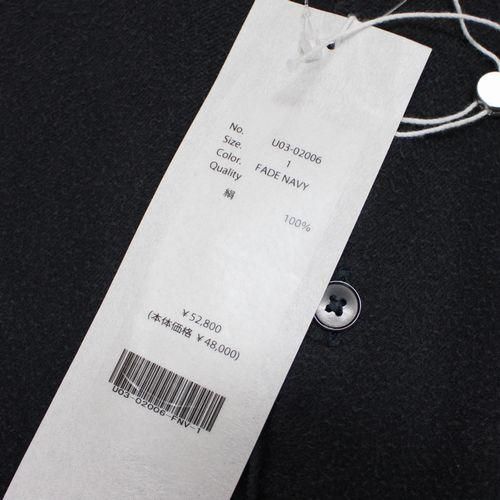 No. U03-02006
Size. 1
Color. FADE NAVY
Quality
絹 100%
¥52,800
(本体価格 ¥48,000)
U03-02006-FNV-1